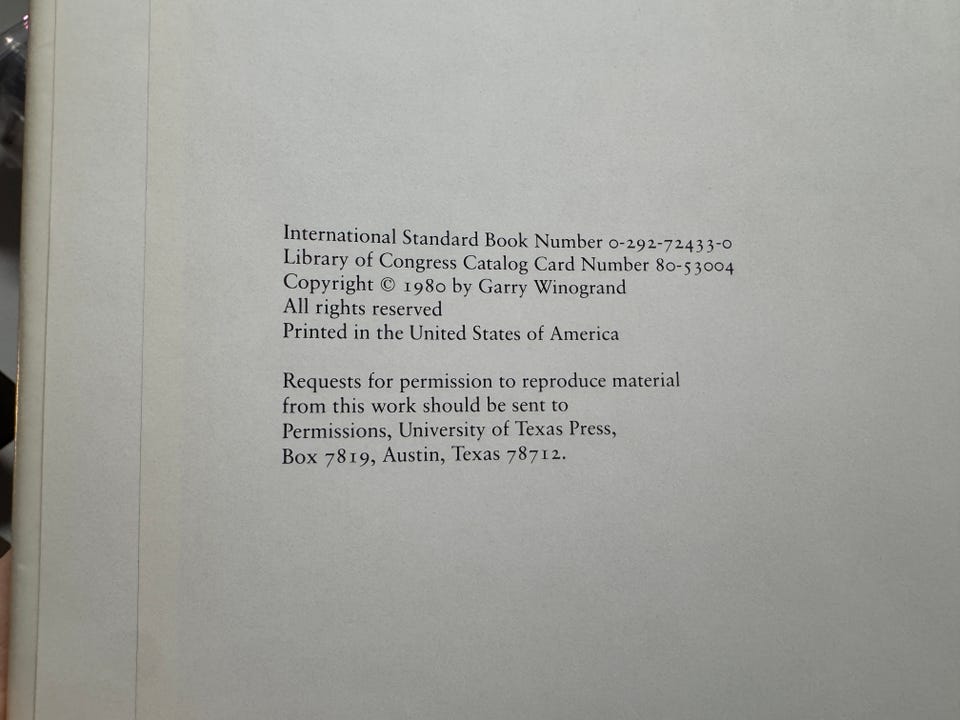 International Standard Book Number 0-292-72433-0
Library of Congress Catalog Card Number 80-53004
Copyright © 1980 by Garry Winogrand
All rights reserved
Printed in the United States of America
Requests for permission to reproduce material
from this work should be sent to
Permissions, University of Texas Press,
Box 7819, Austin, Texas 78712.